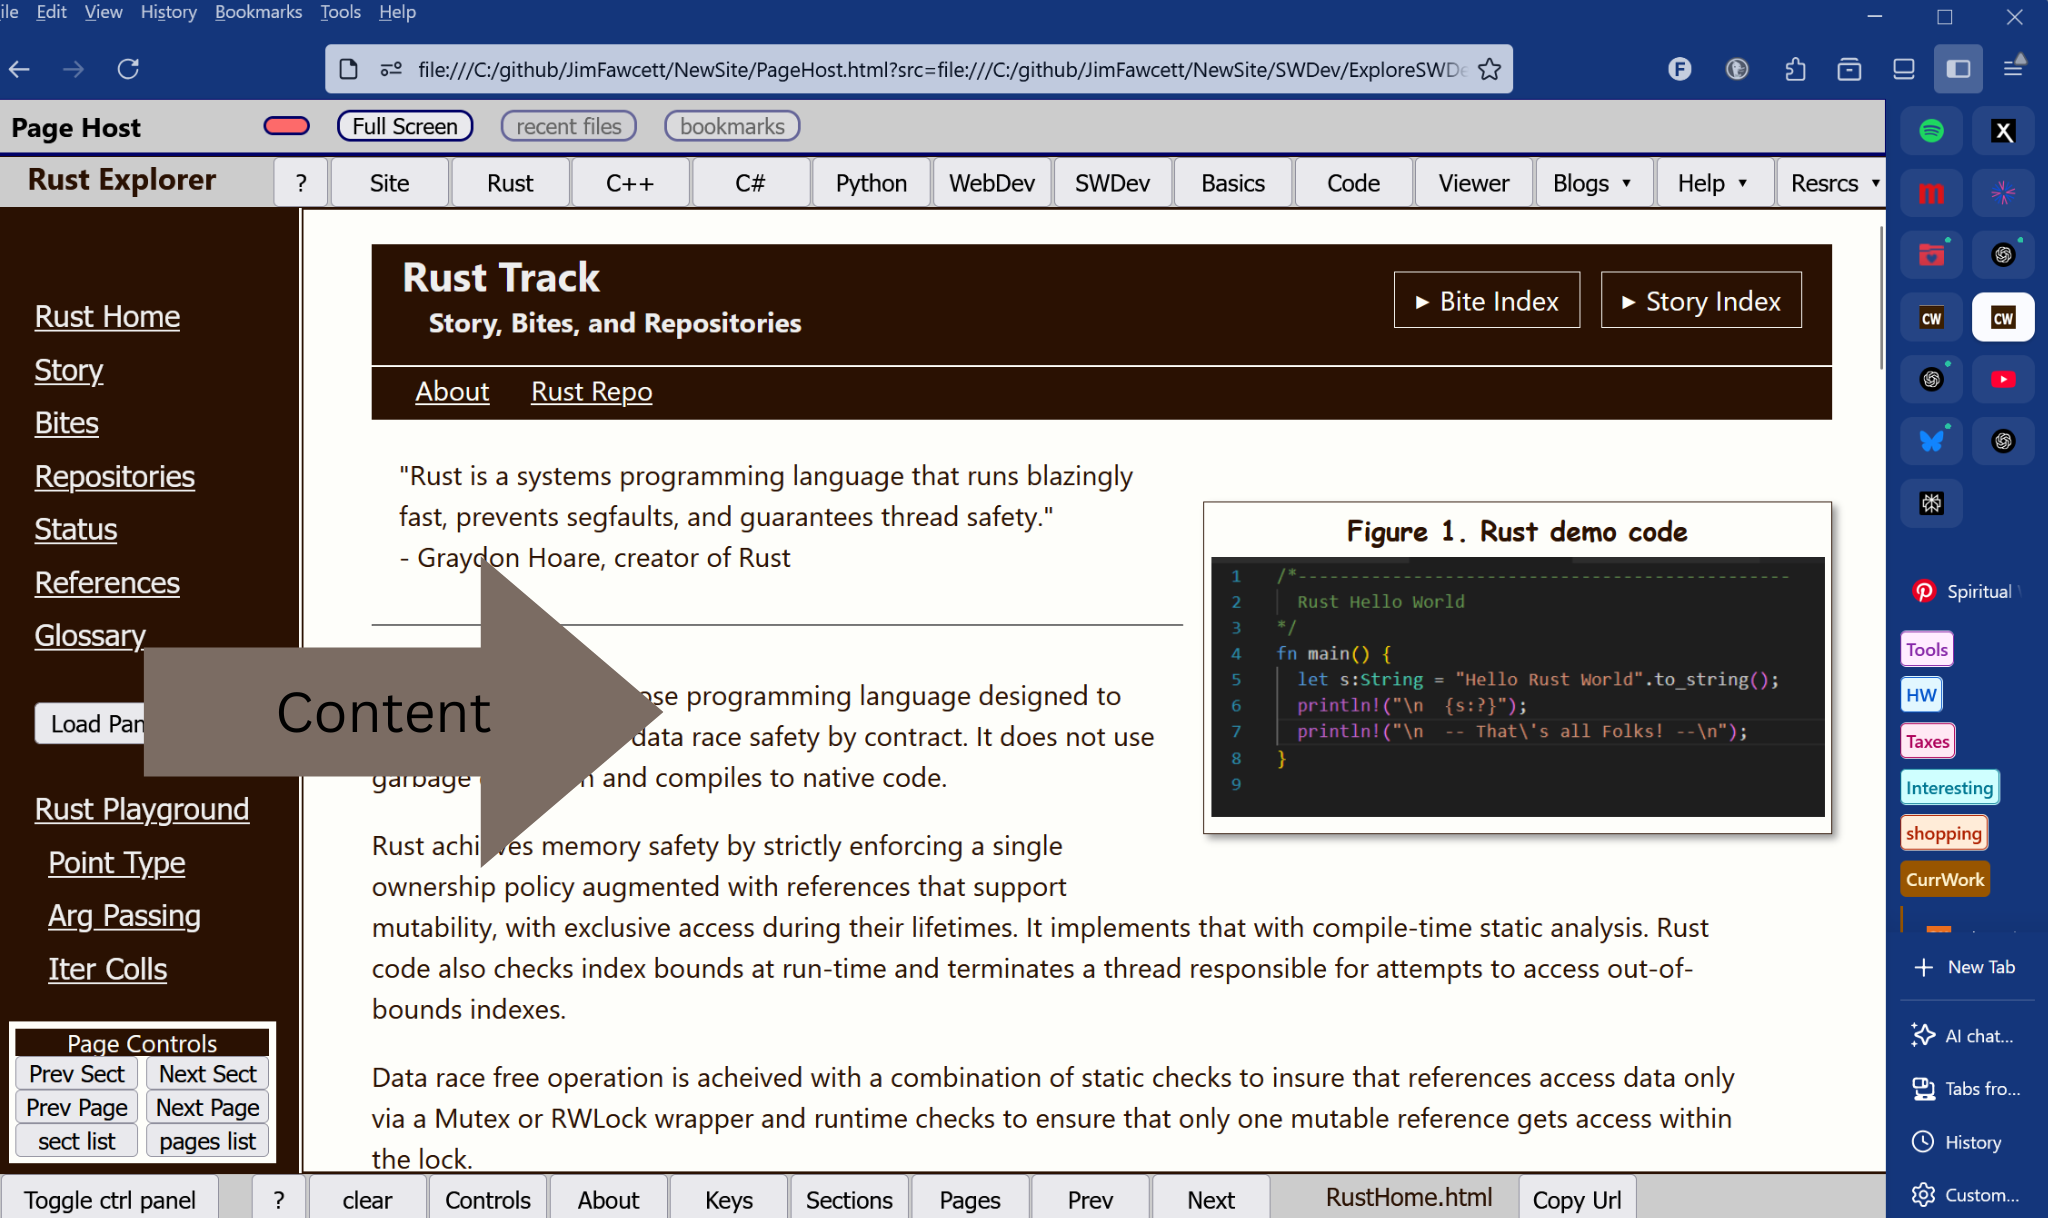 ile Edit View History Bookmarks Tools Help
file:///C:/github/JimFawcett/NewSite/PageHost.html?src=file:///C:/github/JimFawcett/NewSite/SWDev/ExploreSWDe
Page Host Full Screen recent files bookmarks
Rust Explorer ? Site Rust C++ C# Python WebDev SWDev Basics Code Viewer Blogs ▾ Help ▾ Resrcs ▾
Rust Home
Story
Bites
Repositories
Status
References
Glossary
Load Pan
Rust Playground
Point Type
Arg Passing
Iter Colls
Page Controls
Prev Sect Next Sect
Prev Page Next Page
sect list pages list
Rust Track
Story, Bites, and Repositories
▸ Bite Index ▸ Story Index
About Rust Repo
"Rust is a systems programming language that runs blazingly
fast, prevents segfaults, and guarantees thread safety."
- Graydon Hoare, creator of Rust
Content
programming language designed to
data race safety by contract. It does not use
garbage and compiles to native code.
Figure 1. Rust demo code
1 /*-----------------------------------------------
2 Rust Hello World
3 */
4 fn main() {
5 let s:String = "Hello Rust World".to_string();
6 println!("\n {s:?}");
7 println!("\n -- That\'s all Folks! --\n");
8 }
9
Rust achieves memory safety by strictly enforcing a single
ownership policy augmented with references that support
mutability, with exclusive access during their lifetimes. It implements that with compile-time static analysis. Rust
code also checks index bounds at run-time and terminates a thread responsible for attempts to access out-of-
bounds indexes.
Data race free operation is acheived with a combination of static checks to insure that references access data only
via a Mutex or RWLock wrapper and runtime checks to ensure that only one mutable reference gets access within
the lock.
Toggle ctrl panel ? clear Controls About Keys Sections Pages Prev Next RustHome.html Copy Url
CW CW
Spiritual
Tools
HW
Taxes
Interesting
shopping
CurrWork
New Tab
AI chat...
Tabs fro...
History
Custom...